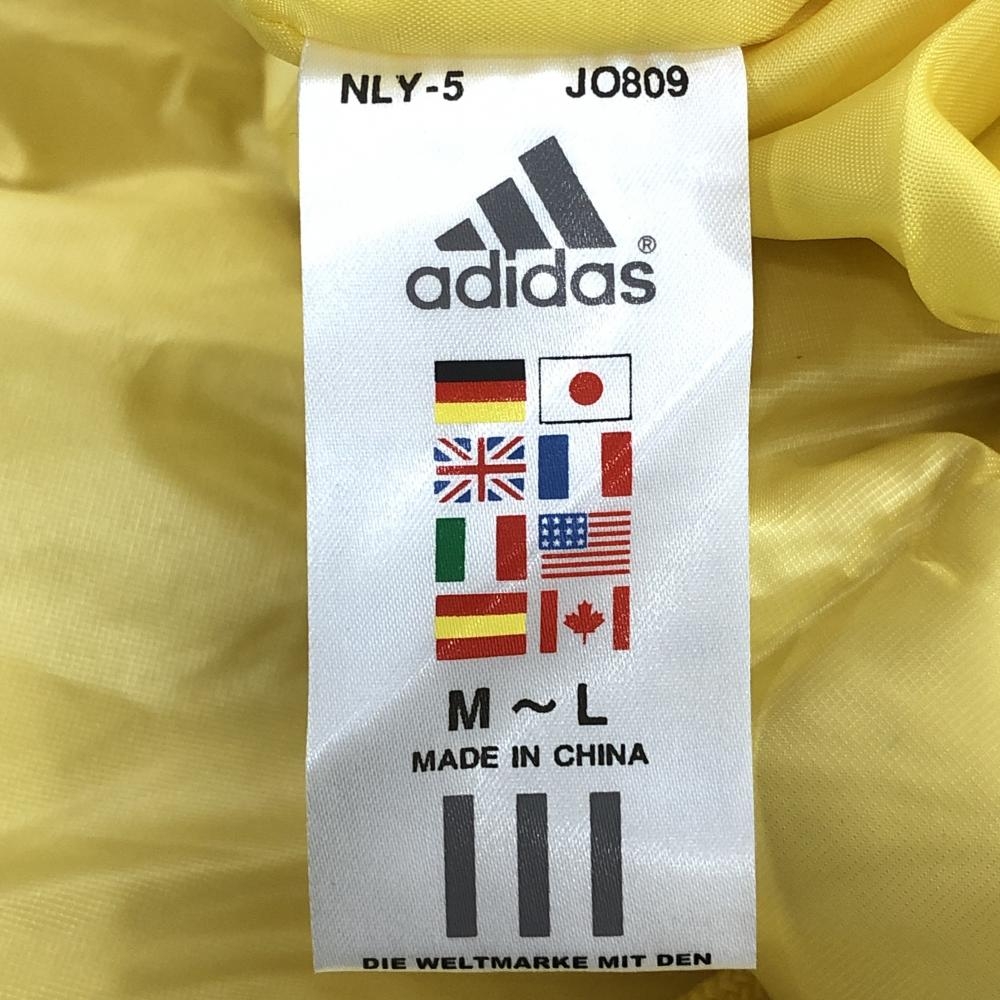 NLY-5 JO809
adidas®
M ~ L
MADE IN CHINA
DIE WELTMARKE MIT DEN